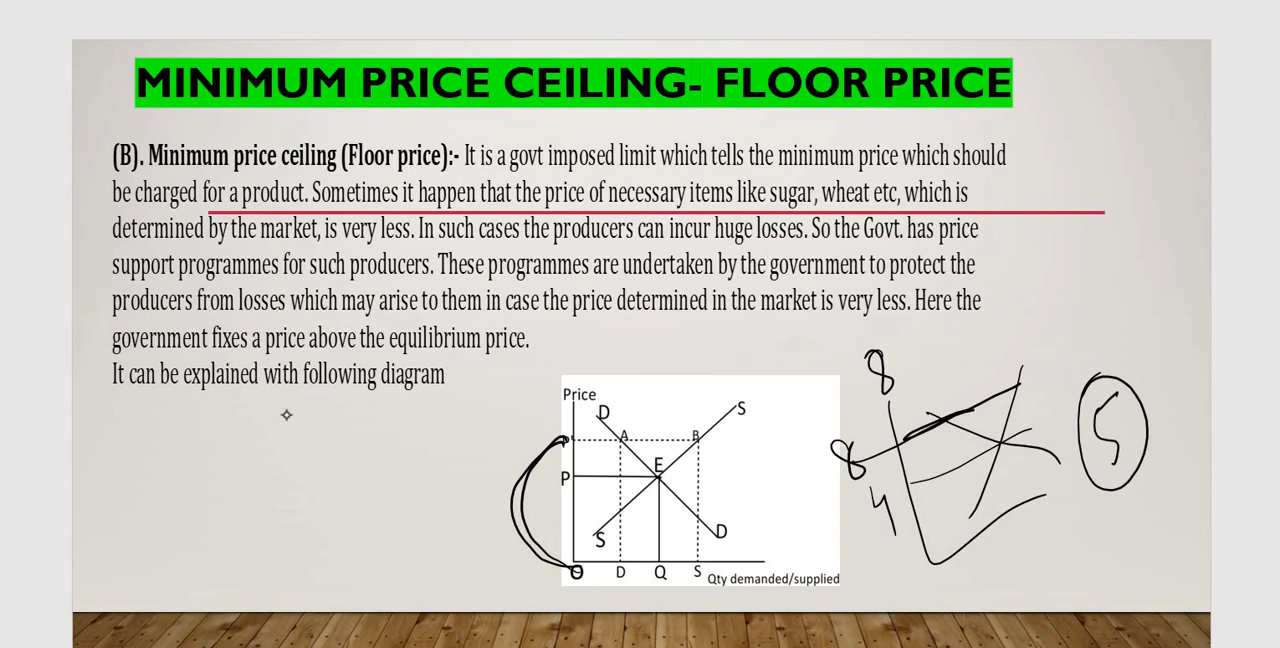 MINIMUM PRICE CEILING- FLOOR PRICE
(B). Minimum price ceiling (Floor price):- It is a govt imposed limit which tells the minimum price which should
be charged for a product. Sometimes it happen that the price of necessary items like sugar, wheat etc, which is
determined by the market, is very less. In such cases the producers can incur huge losses. So the Govt. has price
support programmes for such producers. These programmes are undertaken by the government to protect the
producers from losses which may arise to them in case the price determined in the market is very less. Here the
government fixes a price above the equilibrium price.
It can be explained with following diagram
Price
D
S
A
B
E
P
S
D
O
D
Q
S
Qty demanded/supplied
8
8
4